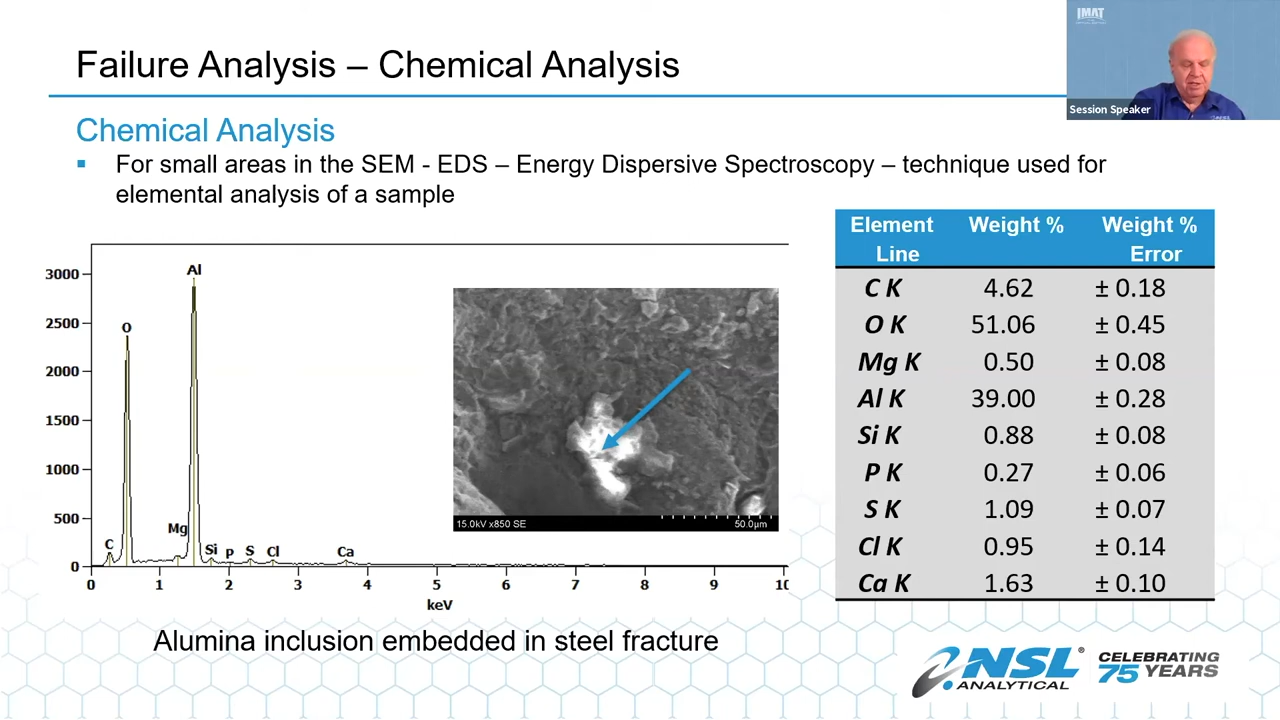 Failure Analysis – Chemical Analysis
IMAT
Session Speaker
Chemical Analysis
▪ For small areas in the SEM - EDS – Energy Dispersive Spectroscopy – technique used for
elemental analysis of a sample
3000
2500
2000
1500
1000
500
0
C
O
Mg
Al
Si
P
S
Cl
Ca
0 1 2 3 4 5 6 7 8 9 10
keV
15.0kV x850 SE 50.0µm
Element Weight % Weight %
Line Error
C K 4.62 ± 0.18
O K 51.06 ± 0.45
Mg K 0.50 ± 0.08
Al K 39.00 ± 0.28
Si K 0.88 ± 0.08
P K 0.27 ± 0.06
S K 1.09 ± 0.07
Cl K 0.95 ± 0.14
Ca K 1.63 ± 0.10
Alumina inclusion embedded in steel fracture
NSL®
ANALYTICAL
CELEBRATING
75 YEARS